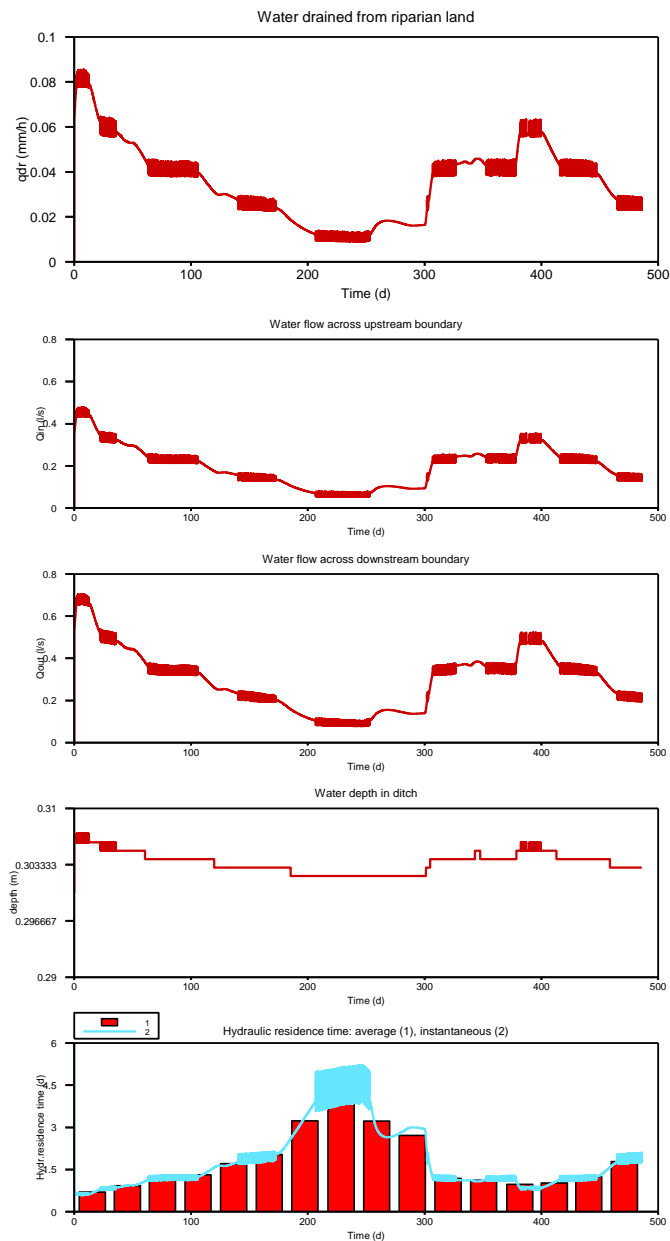 Water drained from riparian land
0.1
0.08
0.06
0.04
0.02
0
qdr (mm/h)
0 100 200 300 400 500
Time (d)
Water flow across upstream boundary
0.8
0.6
0.4
0.2
0
Qin (l/s)
0 100 200 300 400 500
Time (d)
Water flow across downstream boundary
0.8
0.6
0.4
0.2
0
Qout (l/s)
0 100 200 300 400 500
Time (d)
Water depth in ditch
0.31
0.303333
0.296667
0.29
depth (m)
0 100 200 300 400 500
Time (d)
1
2
Hydraulic residence time: average (1), instantaneous (2)
6
4.5
3
1.5
0
Hydr.residence time (d)
0 100 200 300 400 500
Time (d)